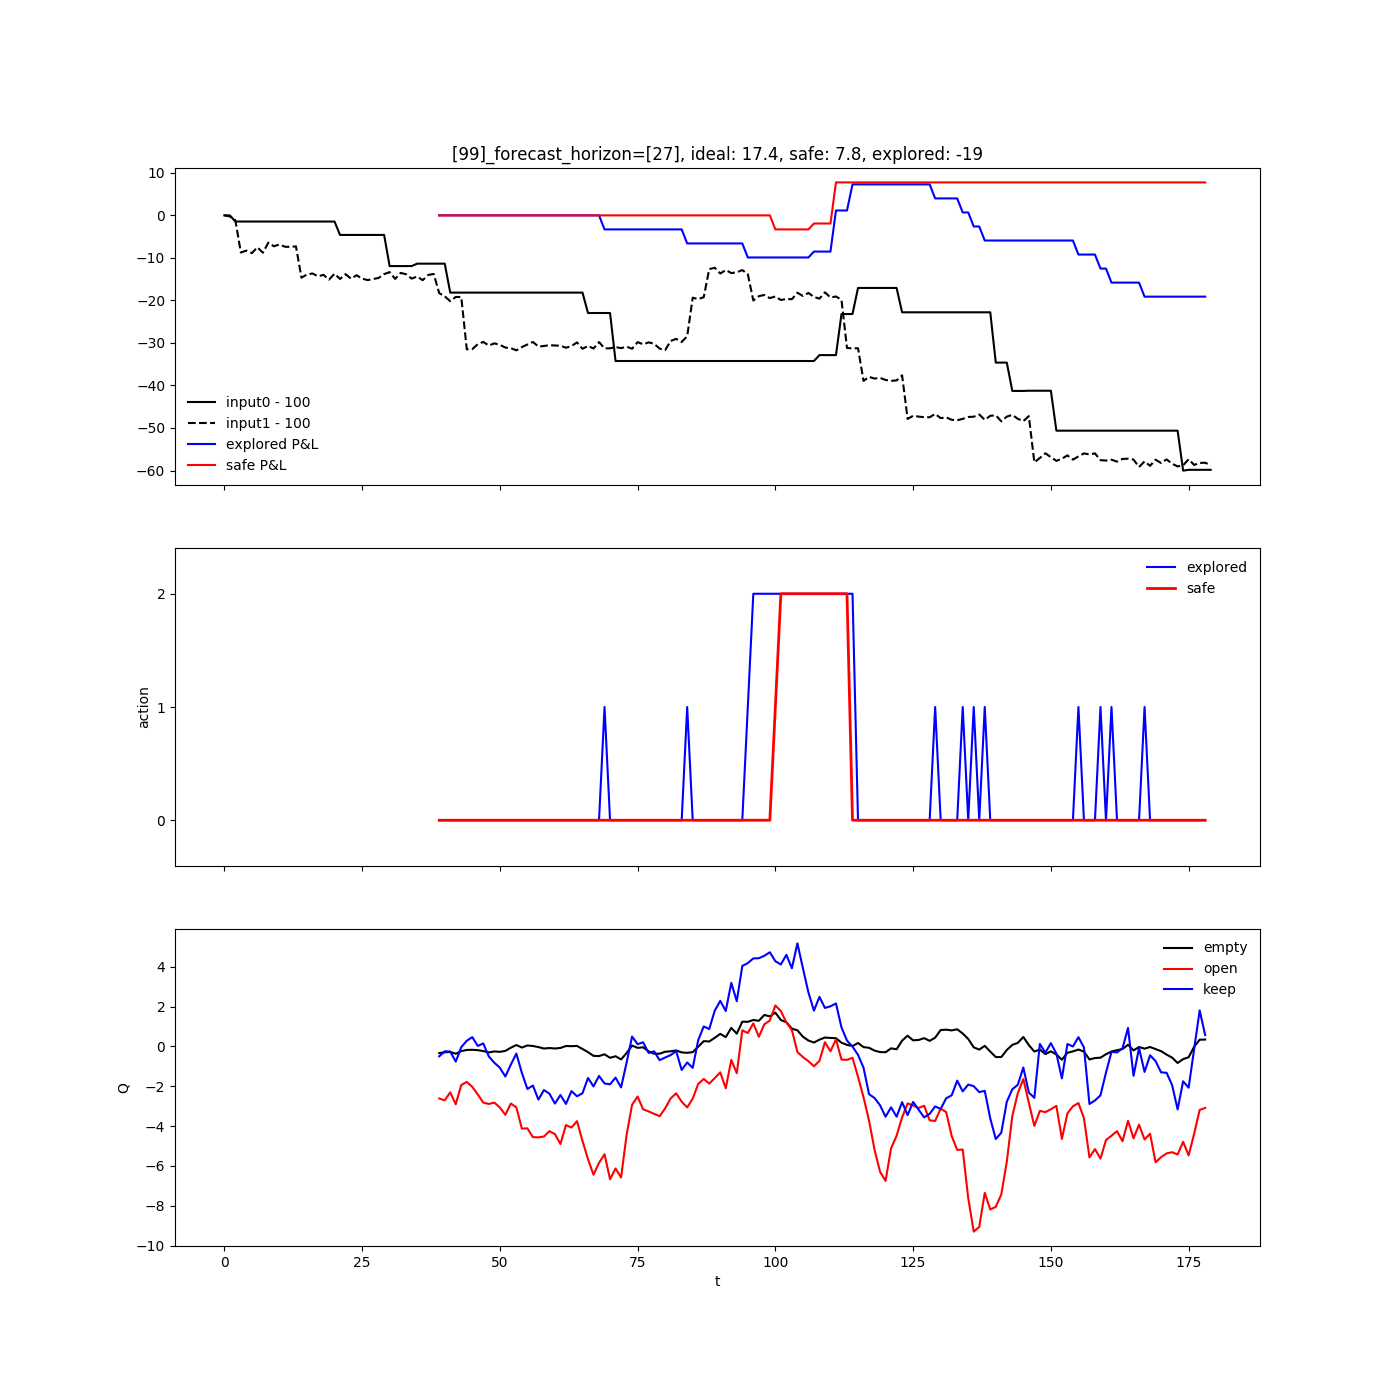 [99]_forecast_horizon=[27], ideal: 17.4, safe: 7.8, explored: -19
10
0
−10
−20
−30
−40
−50
−60
input0 - 100
input1 - 100
explored P&L
safe P&L
2
1
0
action
explored
safe
4
2
0
−2
−4
−6
−8
−10
Q
empty
open
keep
0 25 50 75 100 125 150 175
t